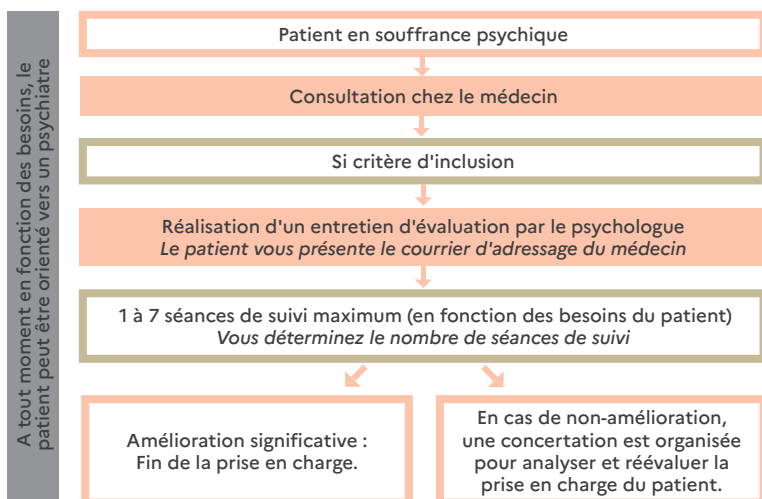 A tout moment en fonction des besoins, le
patient peut être orienté vers un psychiatre
Patient en souffrance psychique
Consultation chez le médecin
Si critère d'inclusion
Réalisation d'un entretien d'évaluation par le psychologue
Le patient vous présente le courrier d'adressage du médecin
1 à 7 séances de suivi maximum (en fonction des besoins du patient)
Vous déterminez le nombre de séances de suivi
Amélioration significative :
Fin de la prise en charge.
En cas de non-amélioration,
une concertation est organisée
pour analyser et réévaluer la
prise en charge du patient.